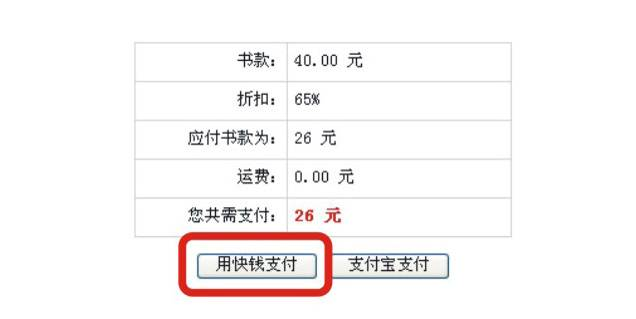 书款： 40.00 元
折扣： 65%
应付书款为： 26 元
运费： 0.00 元
您共需支付： 26 元
用快钱支付 支付宝支付